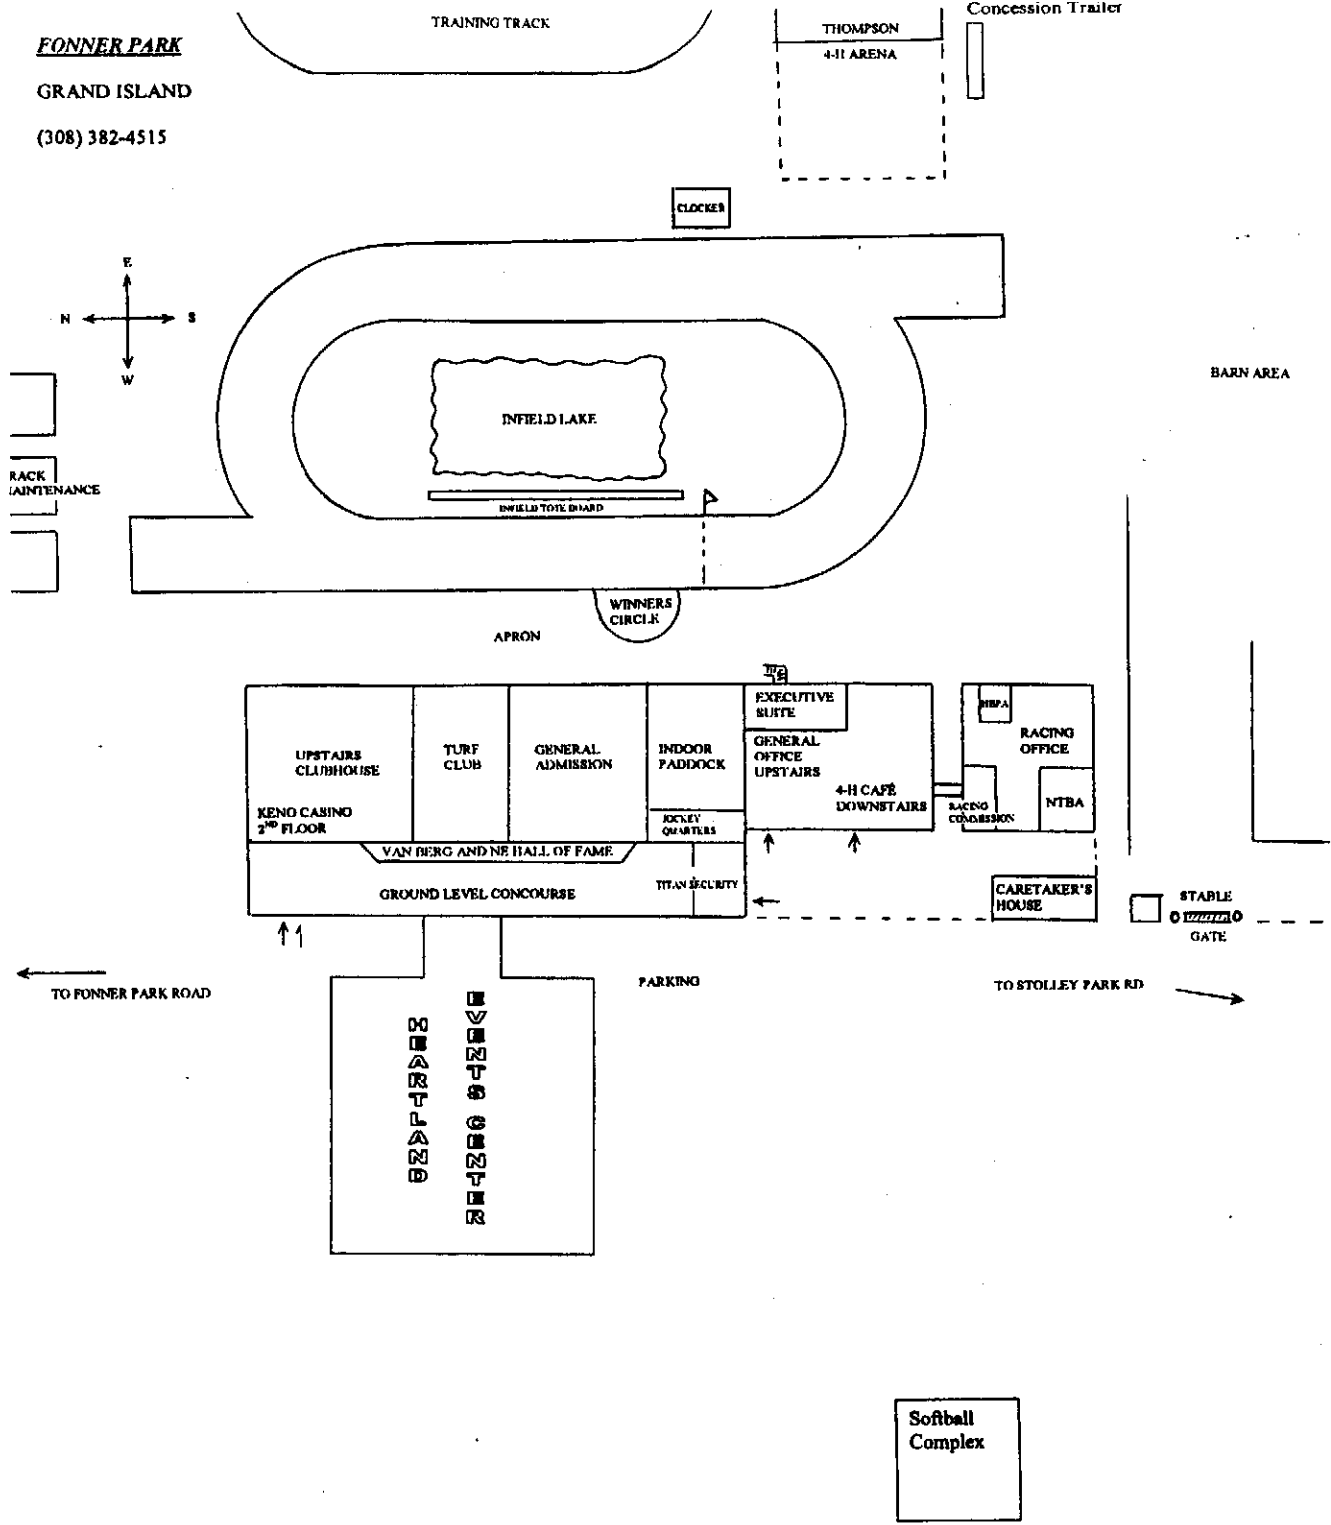 TRAINING TRACK
Concession Trailer
THOMPSON
4-H ARENA
FONNER PARK
GRAND ISLAND
(308) 382-4515
CLOCKER
E
N
S
W
BARN AREA
INFIELD LAKE
RACK
AINTENANCE
INFIELD TOTE BOARD
WINNERS
CIRCLE
APRON
EXECUTIVE
SUITE
HBPA
RACING
OFFICE
UPSTAIRS
CLUBHOUSE
TURF
CLUB
GENERAL
ADMISSION
INDOOR
PADDOCK
GENERAL
OFFICE
UPSTAIRS
4-H CAFÉ
DOWNSTAIRS
KENO CASINO
2ND FLOOR
JOCKEY
QUARTERS
RACING
COMMISSION
NTBA
VAN BERG AND NE HALL OF FAME
GROUND LEVEL CONCOURSE
TITAN SECURITY
CARETAKER'S
HOUSE
STABLE
GATE
TO FONNER PARK ROAD
PARKING
TO STOLLEY PARK RD
HEARTLAND
EVENTS CENTER
Softball
Complex